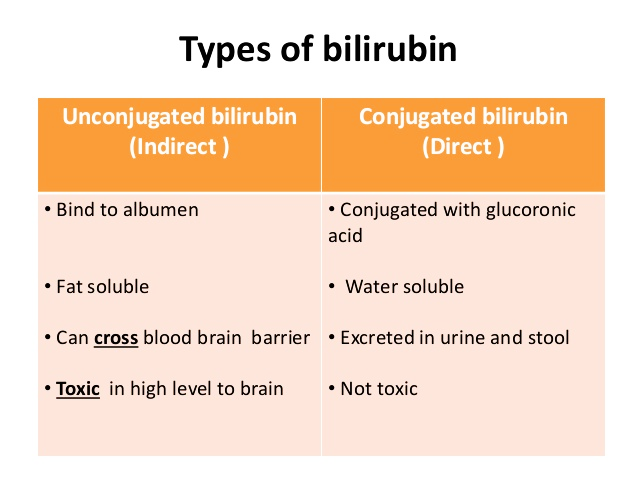 Types of bilirubin
Unconjugated bilirubin
(Indirect )
Conjugated bilirubin
(Direct )
• Bind to albumen
• Fat soluble
• Can cross blood brain barrier
• Toxic in high level to brain
• Conjugated with glucoronic
acid
• Water soluble
• Excreted in urine and stool
• Not toxic